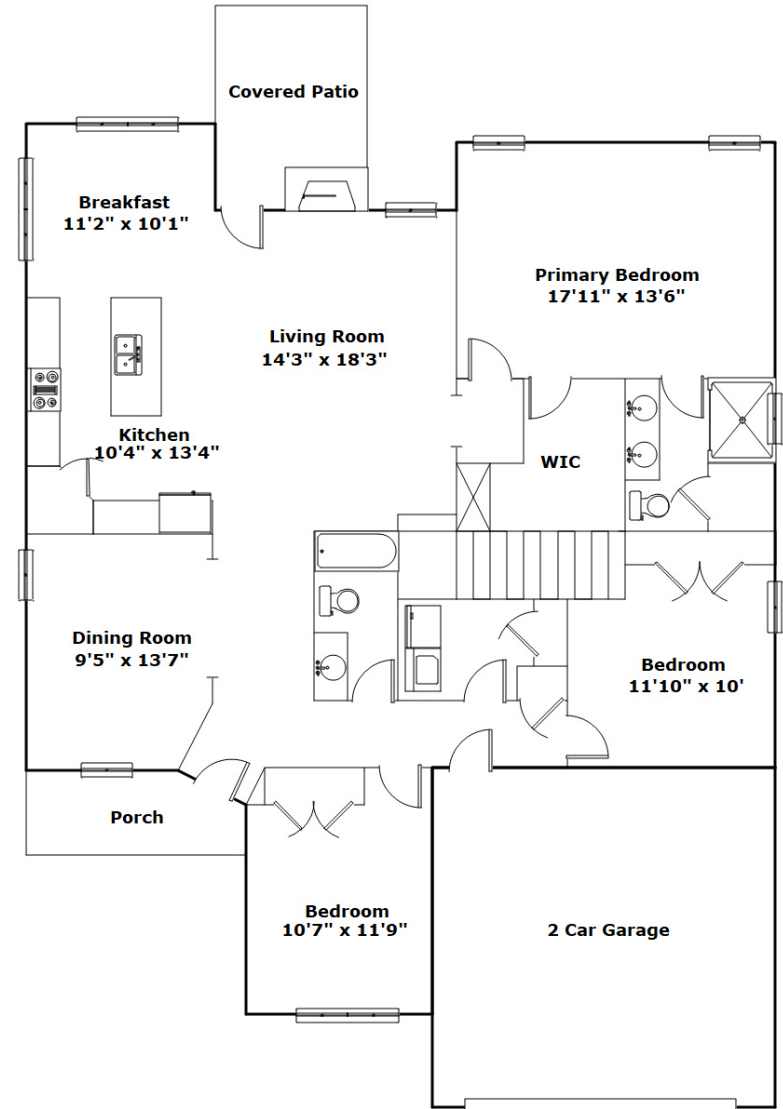 Covered Patio
Breakfast
11'2" x 10'1"
Primary Bedroom
17'11" x 13'6"
Living Room
14'3" x 18'3"
Kitchen
10'4" x 13'4"
WIC
Dining Room
9'5" x 13'7"
Bedroom
11'10" x 10'
Porch
Bedroom
10'7" x 11'9"
2 Car Garage